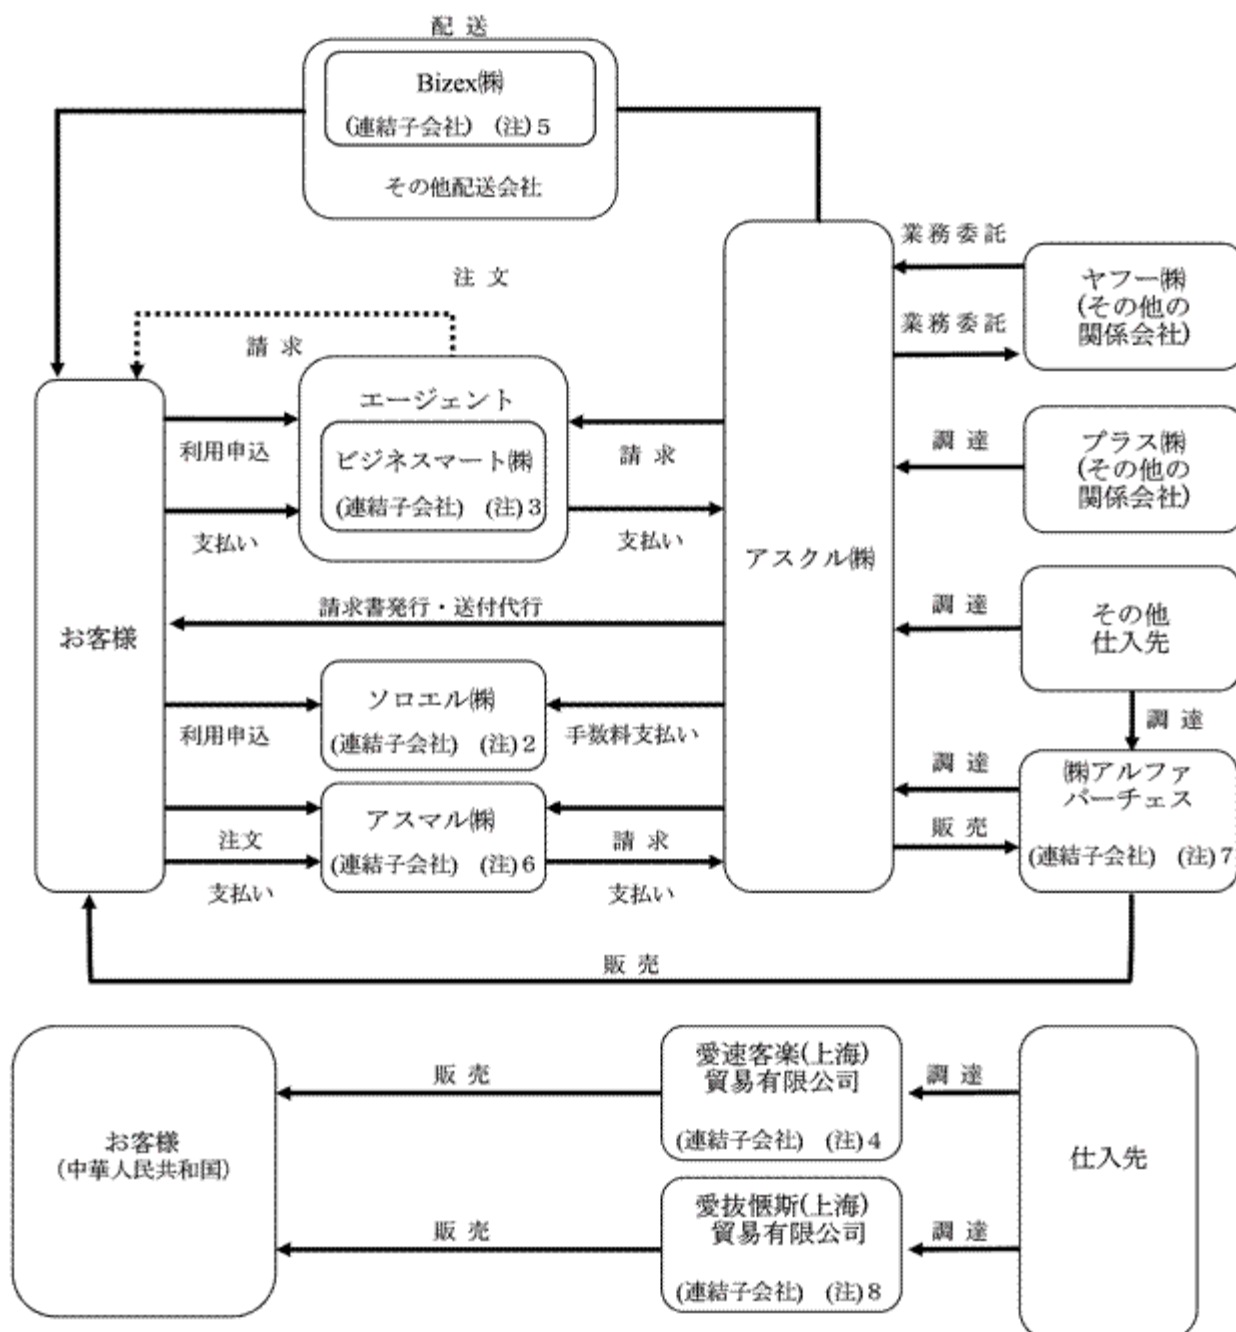 配 送
Bizex㈱
(連結子会社) (注) 5
その他配送会社
注 文
請 求
業 務 委 託
ヤフー㈱
(その他の
関係会社)
業 務 委 託
エージェント
ビジネスマート㈱
(連結子会社) (注) 3
利用申込
支払い
請 求
支払い
調 達
プラス㈱
(その他の
関係会社)
アスクル㈱
お客様
請求書発行・送付代行
調 達
その他
仕入先
調 達
ソロエル㈱
(連結子会社) (注) 2
利用申込
手数料支払い
アスマル㈱
(連結子会社) (注) 6
注文
支払い
請 求
支払い
調 達
販 売
㈱アルファ
パーチェス
(連結子会社) (注) 7
販 売
お客様
(中華人民共和国)
販 売
愛速客楽(上海)
貿易有限公司
(連結子会社) (注) 4
調 達
仕入先
販 売
愛抜愜斯(上海)
貿易有限公司
(連結子会社) (注) 8
調 達